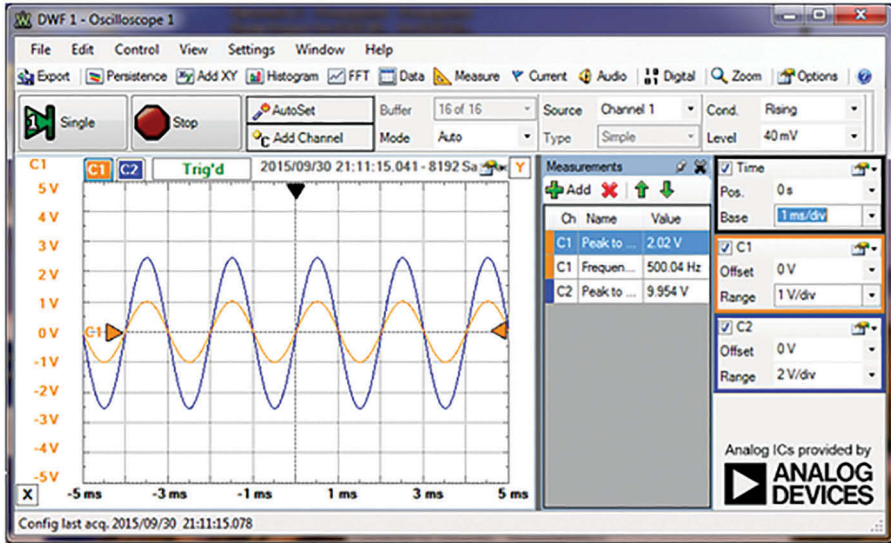 DWF 1 - Oscilloscope 1
File Edit Control View Settings Window Help
Export Persistence Add XY Histogram FFT Data Measure Current Audio Digital Zoom Options
1 Single Stop AutoSet Buffer 16 of 16 Source Channel 1 Cond. Rising
Add Channel Mode Auto Type Simple Level 40 mV
C1 C1 C2 Trig'd 2015/09/30 21:11:15.041 - 8192 Sa Y
5 V
4 V
3 V
2 V
1 V
0 V
-1 V
-2 V
-3 V
-4 V
-5 V
C1
X -5 ms -3 ms -1 ms 1 ms 3 ms 5 ms
Measurements
Add
Ch Name Value
C1 Peak to ... 2.02 V
C1 Frequen... 500.04 Hz
C2 Peak to ... 9.954 V
Time
Pos. 0 s
Base 1 ms/div
C1
Offset 0 V
Range 1 V/div
C2
Offset 0 V
Range 2 V/div
Analog ICs provided by
ANALOG
DEVICES
Config last acq. 2015/09/30 21:11:15.078